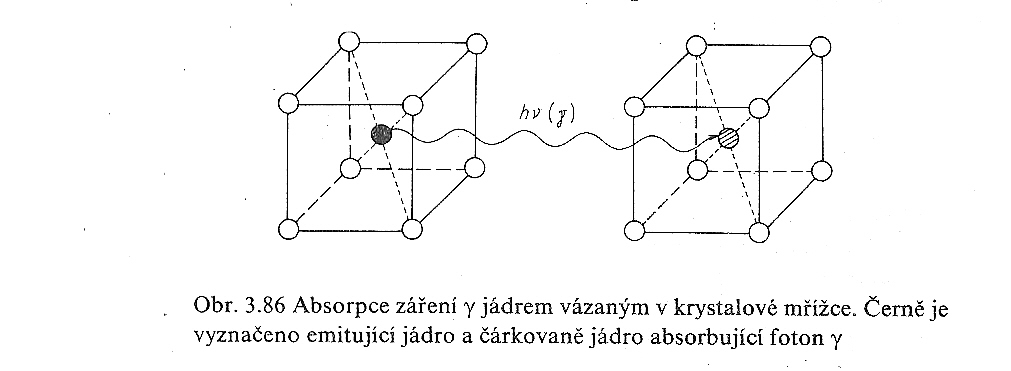 hν (γ)
Obr. 3.86 Absorpce záření γ jádrem vázaným v krystalové mřížce. Černě je
vyznačeno emitující jádro a čárkovaně jádro absorbující foton γ